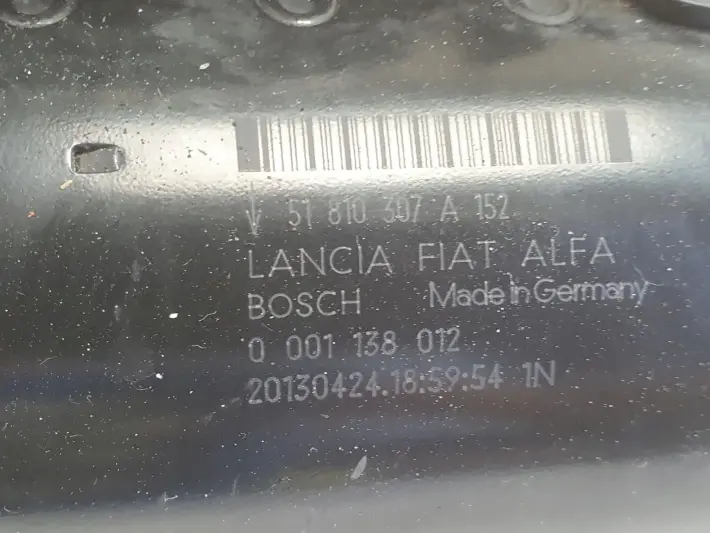 51 810 307 A 152
LANCIA FIAT ALFA
BOSCH Made in Germany
0 001 138 012
20130424.18:59:54 1N